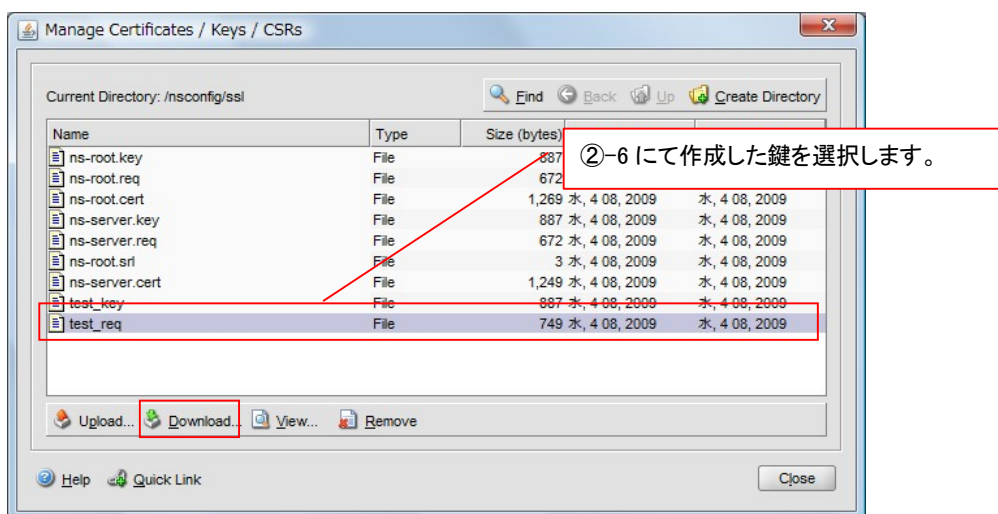 Manage Certificates / Keys / CSRs
Current Directory: /nsconfig/ssl
Find Back Up Create Directory
Name Type Size (bytes)
②-6 にて作成した鍵を選択します。
ns-root.key File 887
ns-root.req File 672
ns-root.cert File 1,269 水, 4 08, 2009 水, 4 08, 2009
ns-server.key File 887 水, 4 08, 2009 水, 4 08, 2009
ns-server.req File 672 水, 4 08, 2009 水, 4 08, 2009
ns-root.srl File 3 水, 4 08, 2009 水, 4 08, 2009
ns-server.cert File 1,249 水, 4 08, 2009 水, 4 08, 2009
test_key File 887 水, 4 08, 2009 水, 4 08, 2009
test_req File 749 水, 4 08, 2009 水, 4 08, 2009
Upload... Download... View... Remove
Help Quick Link Close